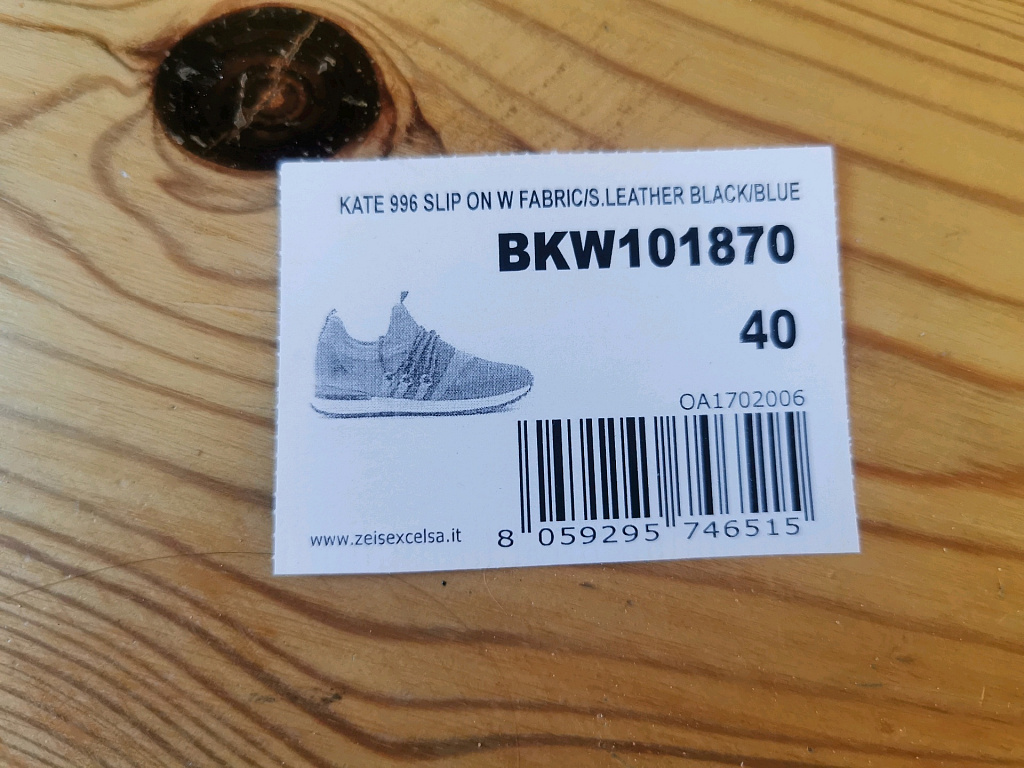 KATE 996 SLIP ON W FABRIC/S.LEATHER BLACK/BLUE
BKW101870
40
OA1702006
www.zeisexcelsa.it
8 059295 746515